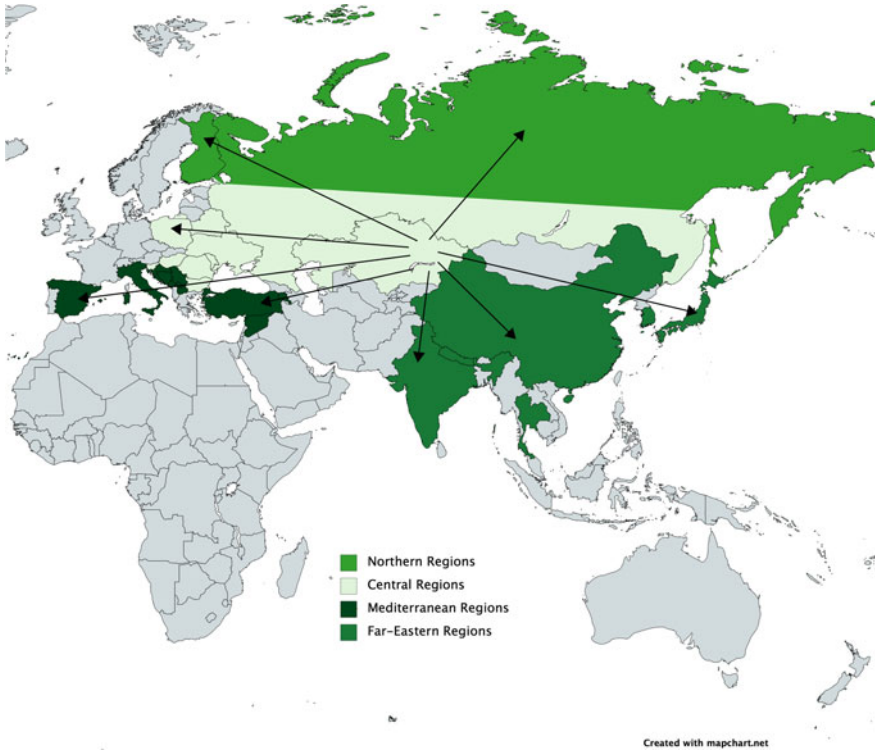 Northern Regions
Central Regions
Mediterranean Regions
Far-Eastern Regions
Created with mapchart.net